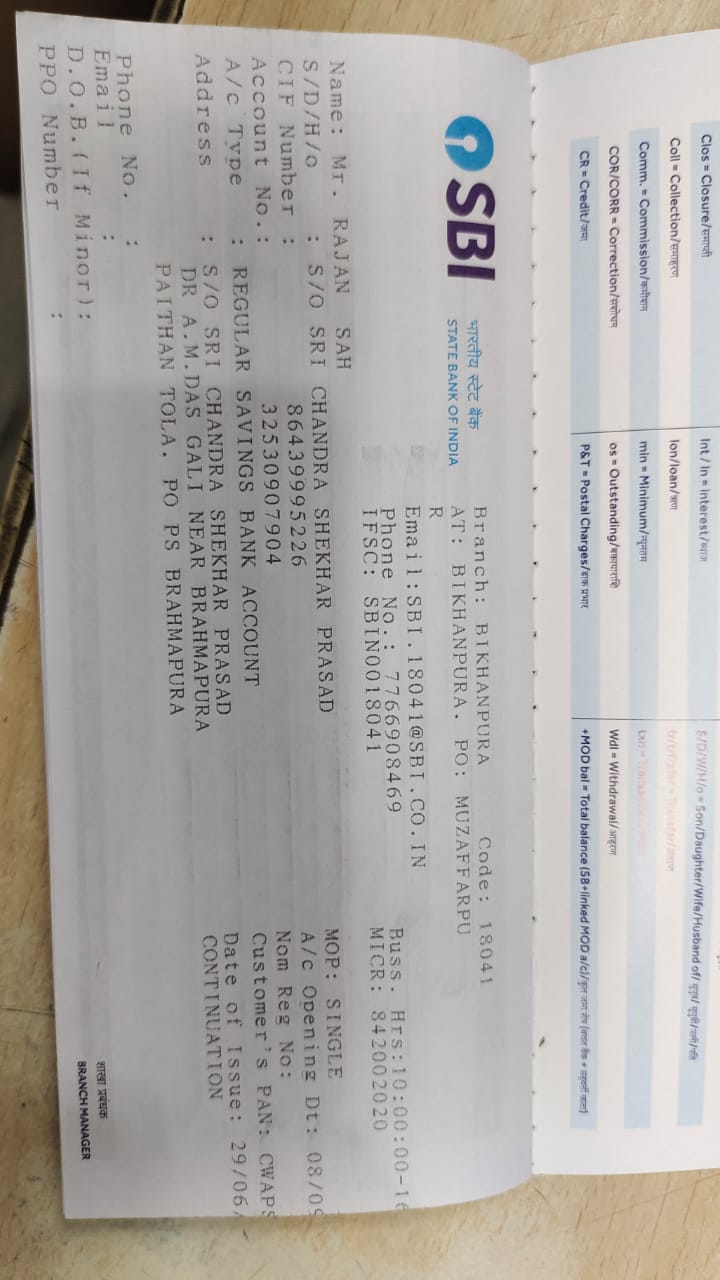 Clos = Closure/समाप्ती
Coll = Collection/समाहरण
Comm. = Commission/कमीशन
COR/CORR = Correction/संशोधन
CR = Credit/जमा
Int / In = interest/ब्याज
lon/loan/ऋण
min = Minimum/न्यूनतम
os = Outstanding/बकायाराशि
P&T = Postal Charges/डाक प्रभार
S/D/W/H/o = Son/Daughter/Wife/Husband of/ सुपुत्र/ सुपुत्री/पत्नी/पति
Wdl = Withdrawal/आहरण
+MOD bal = Total balance (SB+linked MOD a/c)/कुल जमा शेष (बचत बैंक + सहबर्ती खाता)
SBI
भारतीय स्टेट बैंक
STATE BANK OF INDIA
Branch: BIKHANPURA Code: 18041
AT: BIKHANPURA. PO: MUZAFFARPU
R
Email:SBI.18041@SBI.CO.IN
Phone No.: 7766908469 Buss. Hrs:10:00:00-16
IFSC: SBIN0018041 MICR: 842002020
Name: Mr. RAJAN SAH MOP: SINGLE
S/D/H/o : S/O SRI CHANDRA SHEKHAR PRASAD A/c Opening Dt: 08/09
CIF Number : 86439995226 Nom Reg No:
Account No.: 32530907904 Customer's PAN: CWAPS
A/c Type : REGULAR SAVINGS BANK ACCOUNT Date of Issue: 29/06/
Address : S/O SRI CHANDRA SHEKHAR PRASAD CONTINUATION
DR A.M.DAS GALI NEAR BRAHMAPURA
PAITHAN TOLA. PO PS BRAHMAPURA
Phone No. :
Email :
D.O.B.(If Minor):
PPO Number :
शाखा प्रबंधक
BRANCH MANAGER